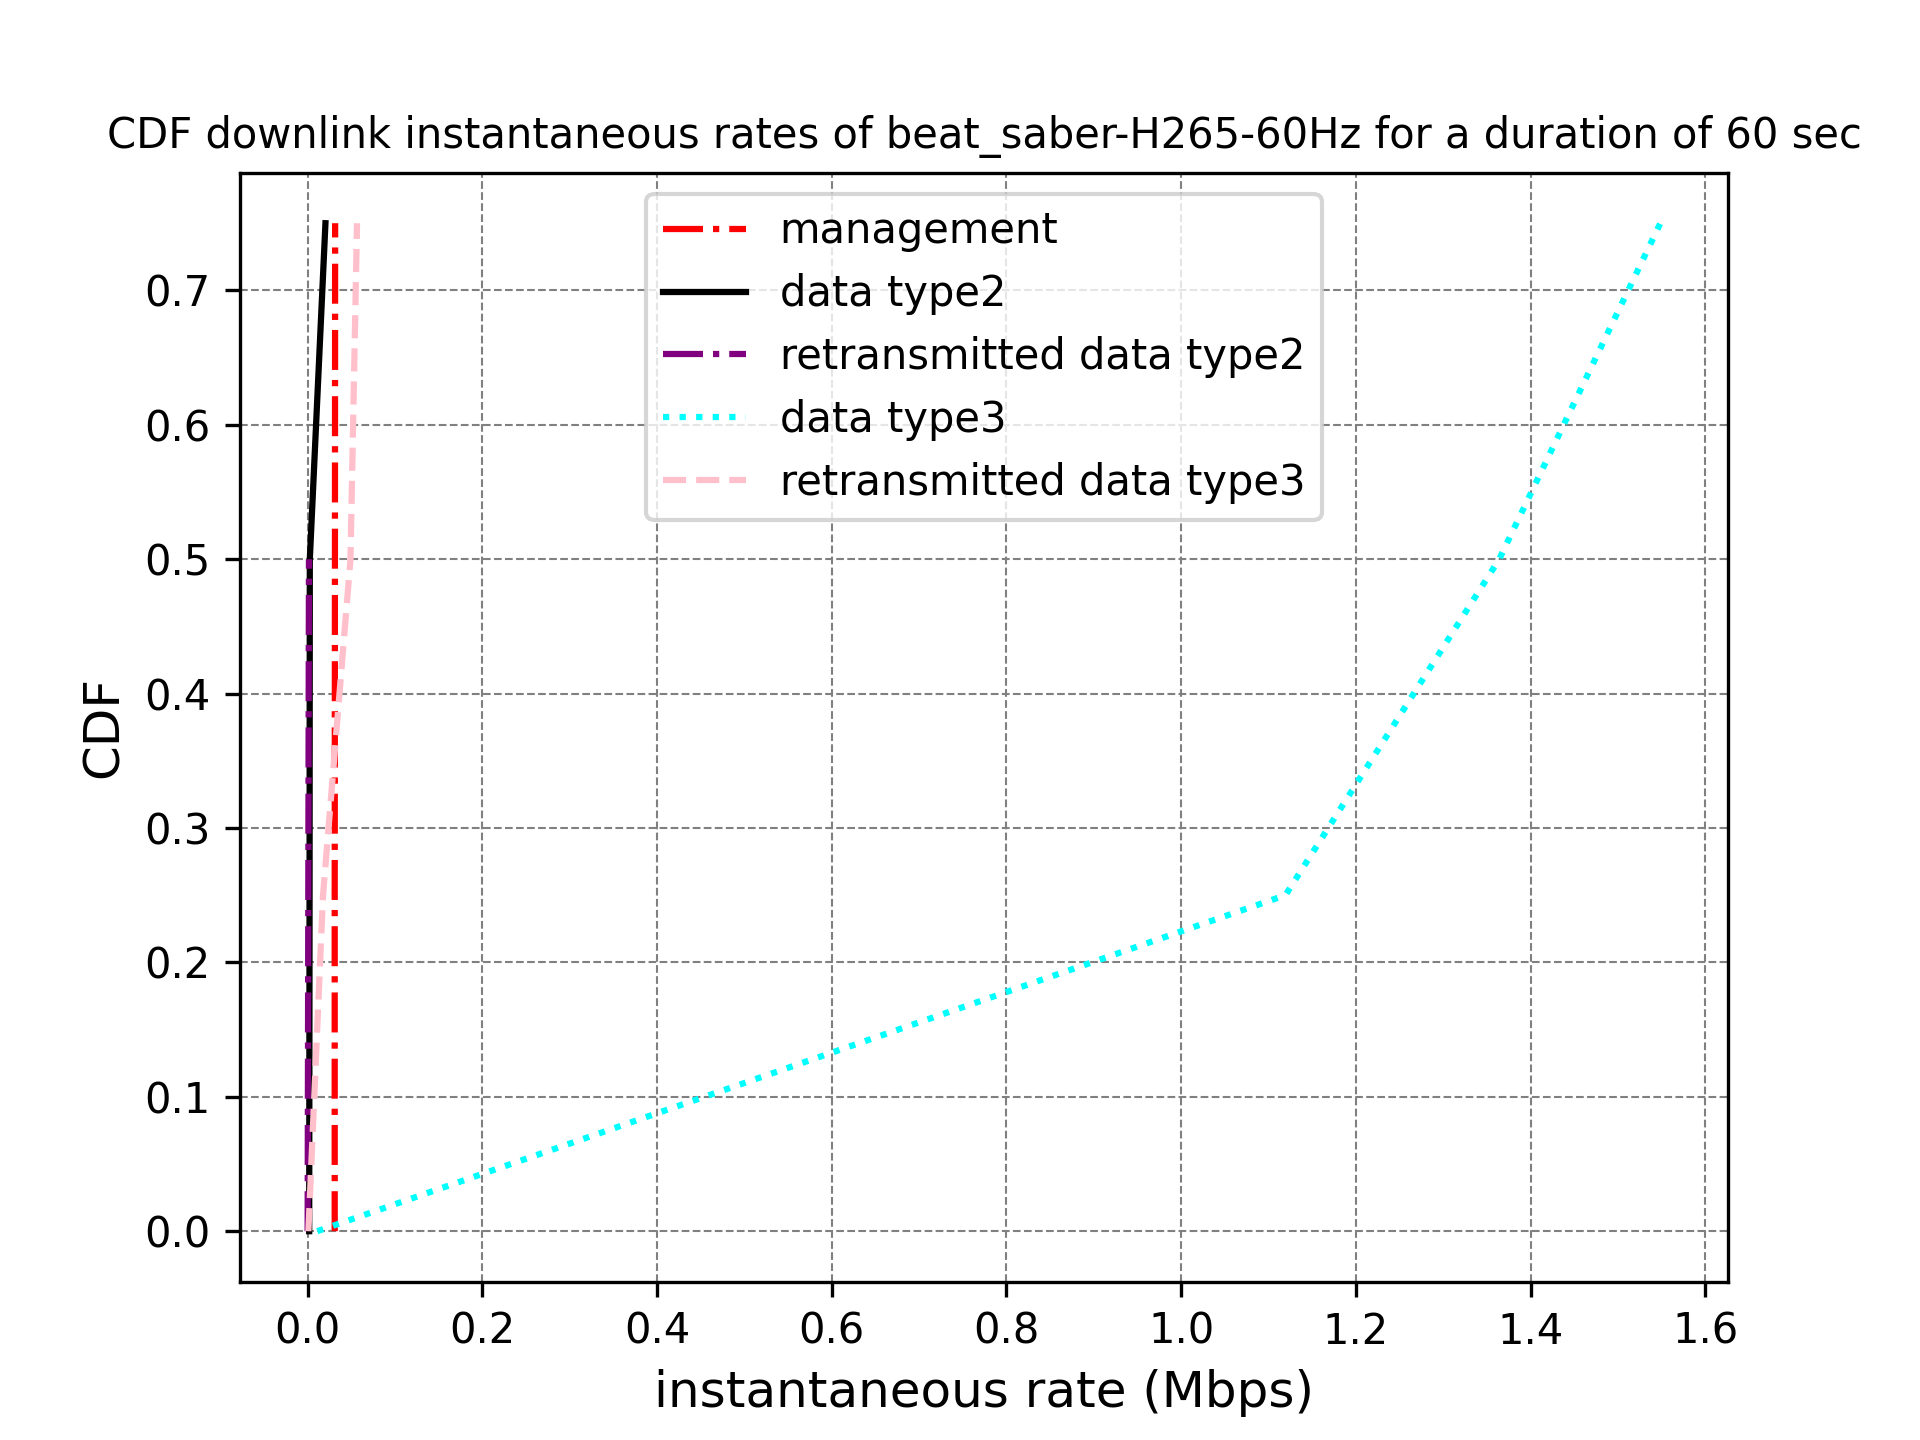 CDF downlink instantaneous rates of beat_saber-H265-60Hz for a duration of 60 sec
management
data type2
retransmitted data type2
data type3
retransmitted data type3
CDF
0.7
0.6
0.5
0.4
0.3
0.2
0.1
0.0
0.0 0.2 0.4 0.6 0.8 1.0 1.2 1.4 1.6
instantaneous rate (Mbps)